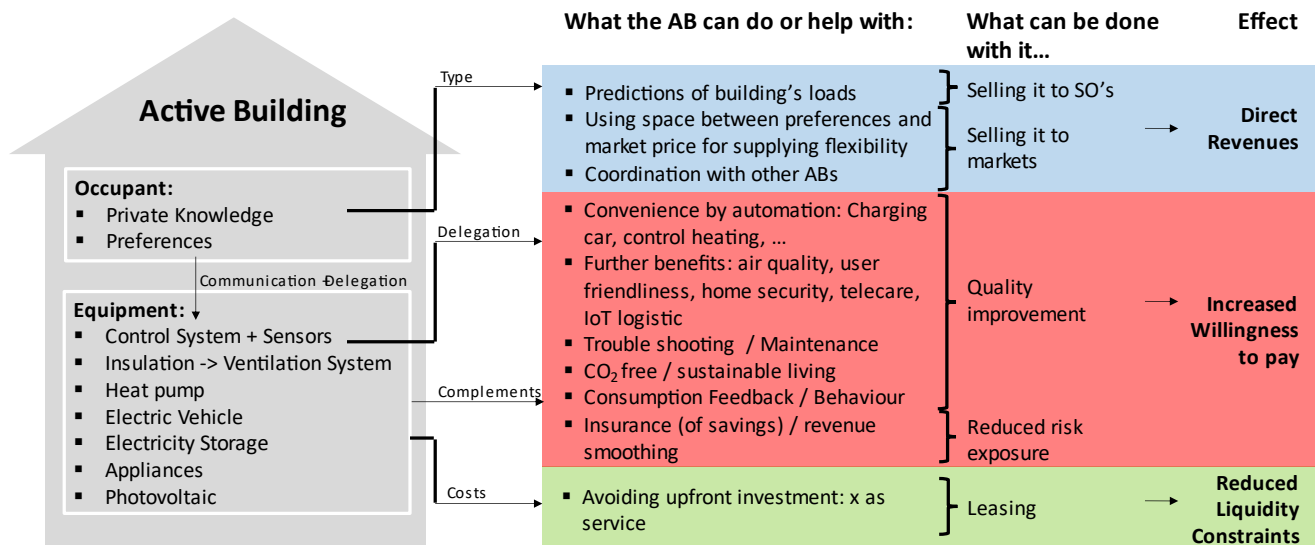 What the AB can do or help with:
What can be done
with it…
Effect
Active Building
Occupant:
▪ Private Knowledge
▪ Preferences
Communication +Delegation
Equipment:
▪ Control System + Sensors
▪ Insulation -> Ventilation System
▪ Heat pump
▪ Electric Vehicle
▪ Electricity Storage
▪ Appliances
▪ Photovoltaic
Type
Delegation
Complements
Costs
▪ Predictions of building’s loads
▪ Using space between preferences and
market price for supplying flexibility
▪ Coordination with other ABs
Selling it to SO’s
Selling it to
markets
Direct
Revenues
▪ Convenience by automation: Charging
car, control heating, …
▪ Further benefits: air quality, user
friendliness, home security, telecare,
IoT logistic
▪ Trouble shooting / Maintenance
▪ CO₂ free / sustainable living
▪ Consumption Feedback / Behaviour
▪ Insurance (of savings) / revenue
smoothing
Quality
improvement
Reduced risk
exposure
Increased
Willingness
to pay
▪ Avoiding upfront investment: x as
service
Leasing
Reduced
Liquidity
Constraints